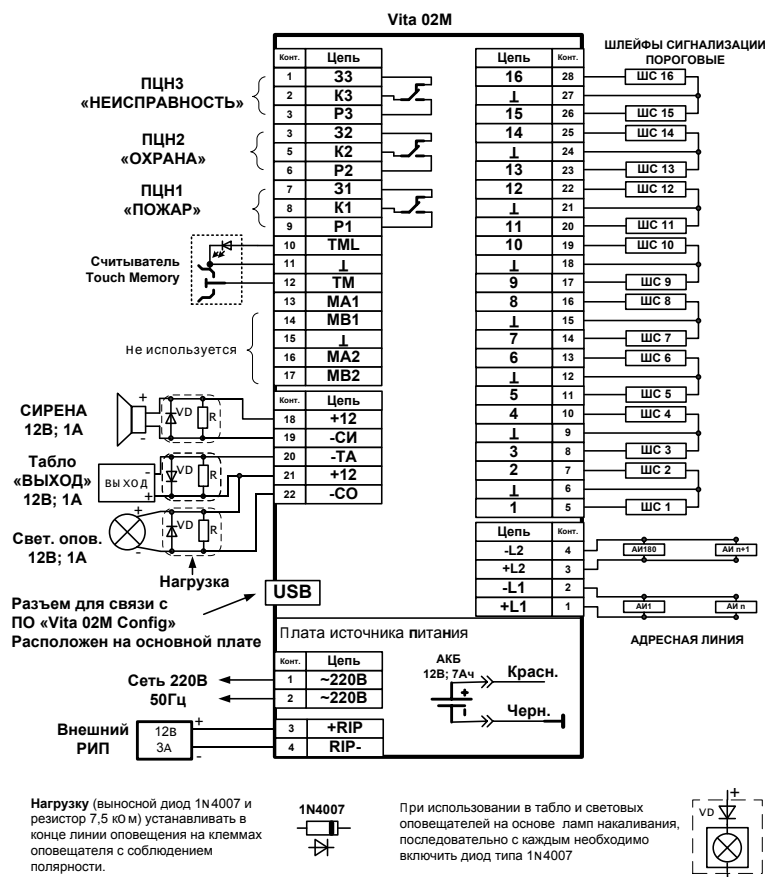 Vita 02M
Конт. Цепь
1 З3
2 К3
3 Р3
3 З2
5 К2
6 Р2
7 З1
8 К1
9 Р1
10 TML
11 ⊥
12 TM
13 MA1
14 MB1
15 ⊥
16 MA2
17 MB2
ПЦН3
«НЕИСПРАВНОСТЬ»
ПЦН2
«ОХРАНА»
ПЦН1
«ПОЖАР»
Считыватель
Touch Memory
Не используется
Конт. Цепь
18 +12
19 -СИ
20 -ТА
21 +12
22 -СО
СИРЕНА
12В; 1А
+
-
VD
R
Табло
«ВЫХОД»
12В; 1А
ВЫХОД
-
+
VD
R
Свет. опов.
12В; 1А
+
-
VD
R
Нагрузка
USB
Разъем для связи с
ПО «Vita 02M Config»
Расположен на основной плате
Цепь Конт.
16 28
⊥ 27
15 26
14 25
⊥ 24
13 23
12 22
⊥ 21
11 20
10 19
⊥ 18
9 17
8 16
⊥ 15
7 14
6 13
⊥ 12
5 11
4 10
⊥ 9
3 8
2 7
⊥ 6
1 5
ШЛЕЙФЫ СИГНАЛИЗАЦИИ
ПОРОГОВЫЕ
ШС 16
ШС 15
ШС 14
ШС 13
ШС 12
ШС 11
ШС 10
ШС 9
ШС 8
ШС 7
ШС 6
ШС 5
ШС 4
ШС 3
ШС 2
ШС 1
Цепь Конт.
-L2 4
+L2 3
-L1 2
+L1 1
АИ180
АИ n+1
АИ1
АИ n
АДРЕСНАЯ ЛИНИЯ
Плата источника питания
Конт. Цепь
1 ~220В
2 ~220В
3 +RIP
4 RIP-
Сеть 220В
50Гц
Внешний
РИП
12В
3А
+
-
АКБ
12В; 7Ач
+
-
Красн.
Черн.
Нагрузку (выносной диод 1N4007 и
резистор 7,5 кОм) устанавливать в
конце линии оповещения на клеммах
оповещателя с соблюдением
полярности.
1N4007
При использовании в табло и световых
оповещателей на основе ламп накаливания,
последовательно с каждым необходимо
включить диод типа 1N4007
+
VD
-